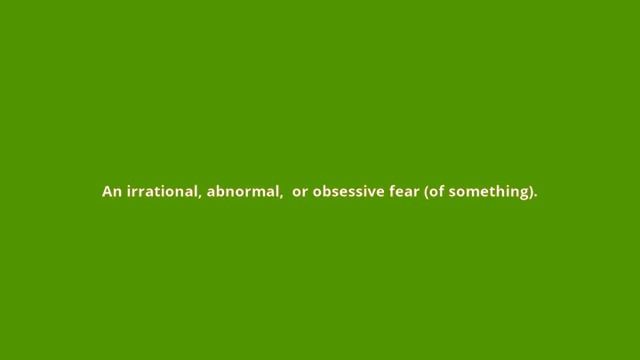 An irrational, abnormal,  or obsessive fear (of something).